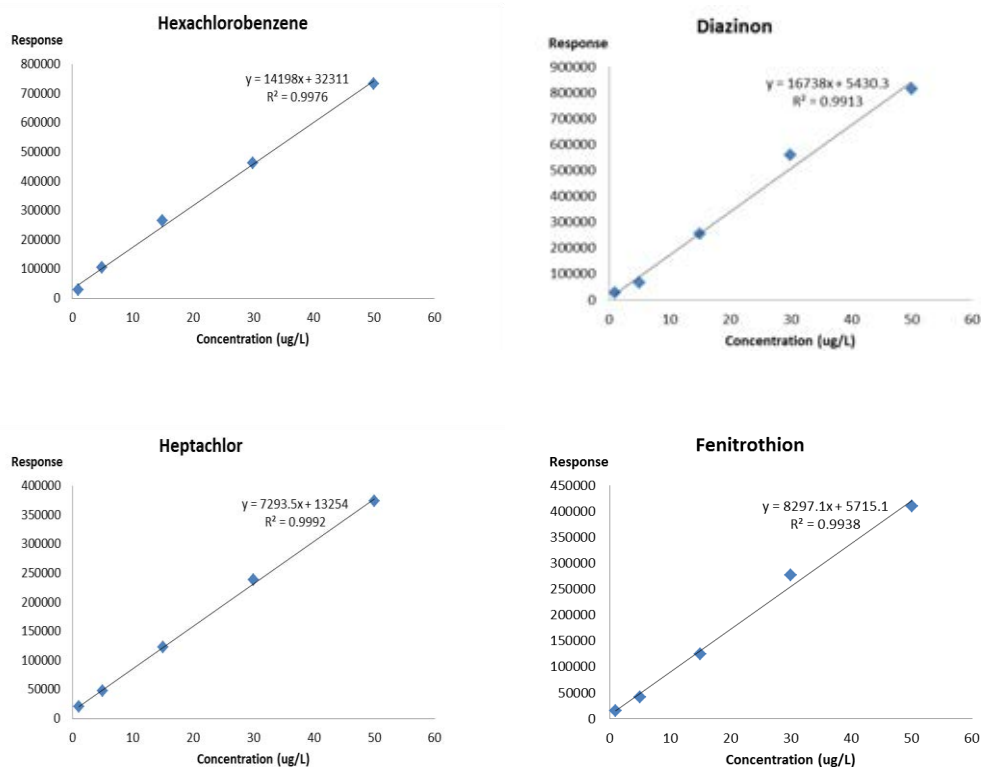 Hexachlorobenzene
Response
y = 14198x + 32311
R² = 0.9976
800000
700000
600000
500000
400000
300000
200000
100000
0
0 10 20 30 40 50 60
Concentration (ug/L)
Diazinon
Response
y = 16738x + 5430.3
R² = 0.9913
900000
800000
700000
600000
500000
400000
300000
200000
100000
0
0 10 20 30 40 50 60
Concentration (ug/L)
Heptachlor
Response
y = 7293.5x + 13254
R² = 0.9992
400000
350000
300000
250000
200000
150000
100000
50000
0
0 10 20 30 40 50 60
Concentration (ug/L)
Fenitrothion
Response
y = 8297.1x + 5715.1
R² = 0.9938
450000
400000
350000
300000
250000
200000
150000
100000
50000
0
0 10 20 30 40 50 60
Concentration (ug/L)